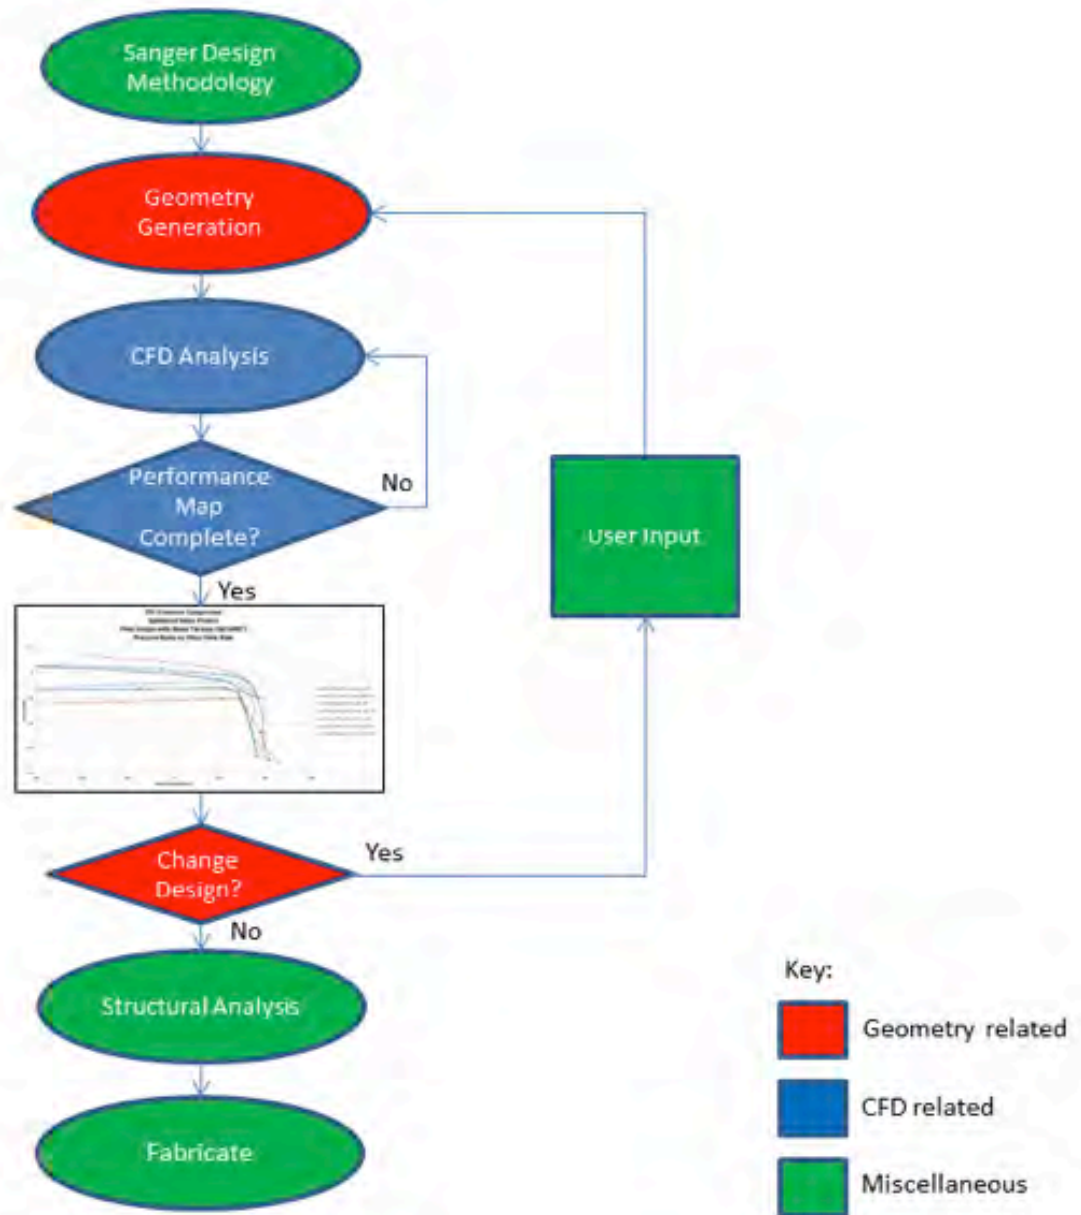 Sanger Design
Methodology
Geometry
Generation
CFD Analysis
Performance
Map
Complete?
No
Yes
User Input
Change
Design?
Yes
No
Structural Analysis
Fabricate
Key:
Geometry related
CFD related
Miscellaneous